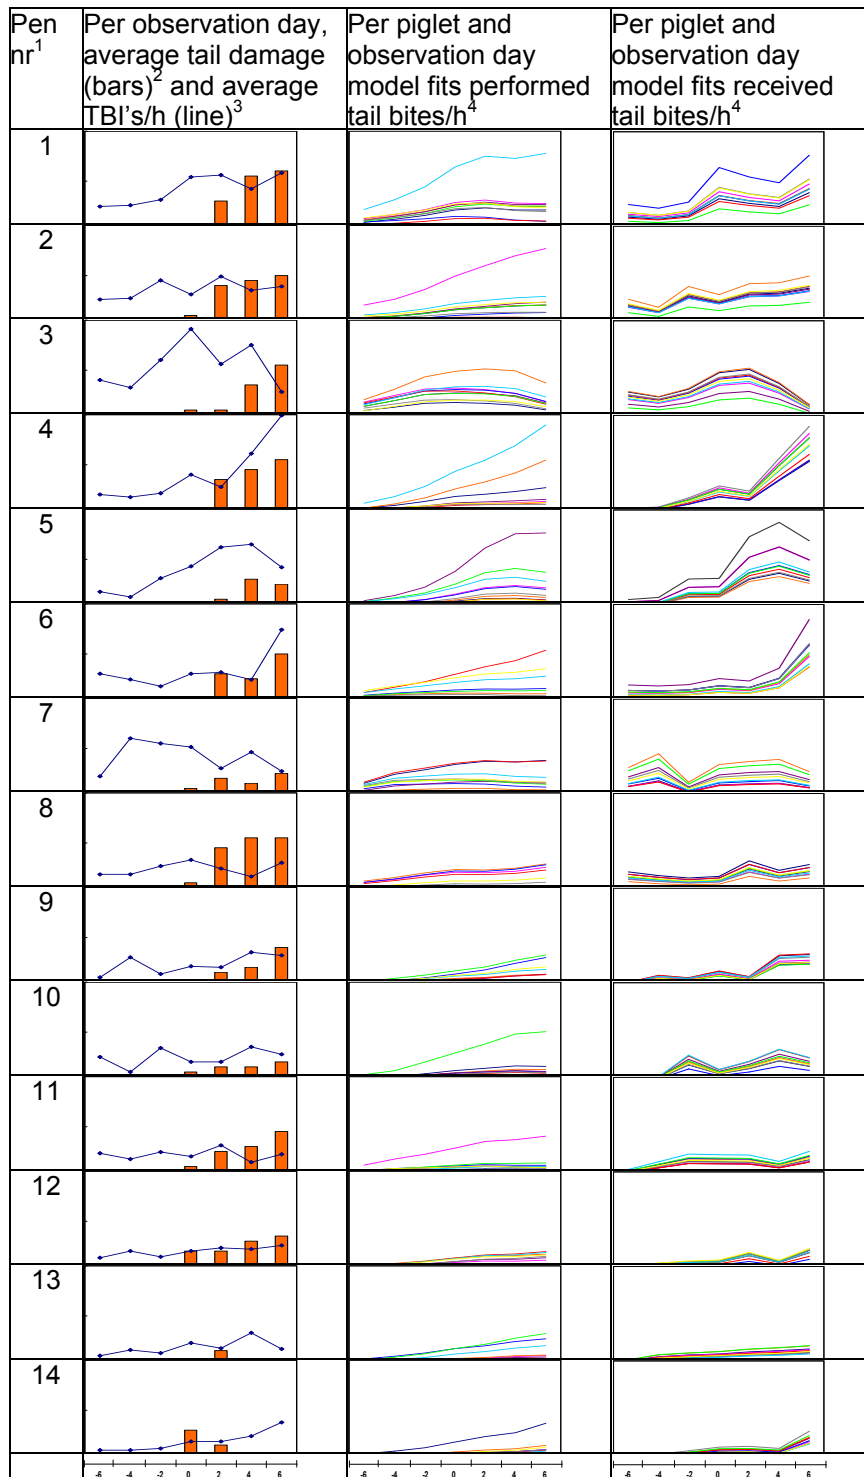 Pen nr1
Per observation day, average tail damage (bars)2 and average TBI's/h (line)3
Per piglet and observation day model fits performed tail bites/h4
Per piglet and observation day model fits received tail bites/h4
1
2
3
4
5
6
7
8
9
10
11
12
13
14
-6 -4 -2 0 2 4 6
-6 -4 -2 0 2 4 6
-6 -4 -2 0 2 4 6